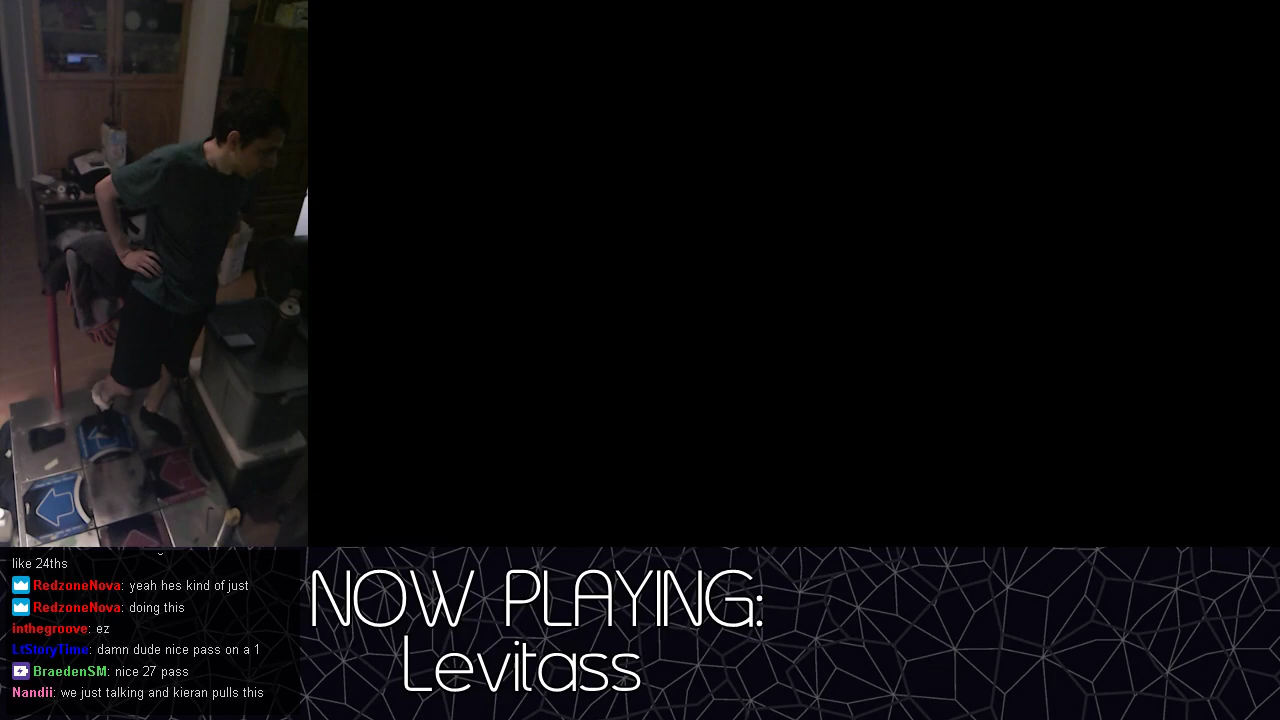 like 24ths
RedzoneNova: yeah hes kind of just
RedzoneNova: doing this
inthegroove: ez
LtStoryTime: damn dude nice pass on a 1
BraedenSM: nice 27 pass
Nandii: we just talking and kieran pulls this
NOW PLAYING:
Levitass